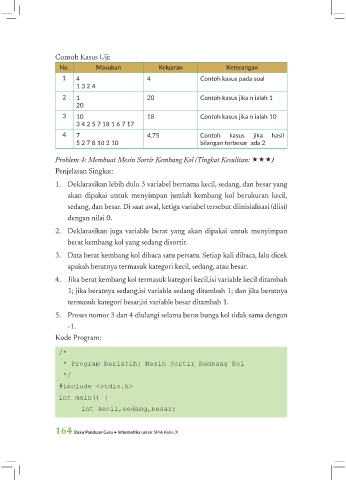 Contoh Kasus Uji:
No. Masukan Keluaran Keterangan
1 4 4 Contoh kasus pada soal
1 3 2 4
2 1 20 Contoh kasus jika n ialah 1
20
3 10 18 Contoh kasus jika n ialah 10
3 4 2 5 7 18 1 6 7 17
4 7 4.75 Contoh kasus jika hasil
5 2 7 8 10 2 10 bilangan terbesar ada 2
Problem 4: Membuat Mesin Sortir Kembang Kol (Tingkat Kesulitan: ★★★)
Penjelasan Singkat:
1. Deklarasikan lebih dulu 3 variabel bernama kecil, sedang, dan besar yang
akan dipakai untuk menyimpan jumlah kembang kol berukuran kecil,
sedang, dan besar. Di saat awal, ketiga variabel tersebut diinisialisasi (diisi)
dengan nilai 0.
2. Deklarasikan juga variable berat yang akan dipakai untuk menyimpan
berat kembang kol yang sedang disortir.
3. Data berat kembang kol dibaca satu persatu. Setiap kali dibaca, lalu dicek
apakah beratnya termasuk kategori kecil, sedang, atau besar.
4. Jika berat kembang kol termasuk kategori kecil,isi variable kecil ditambah
1; jika beratnya sedang,isi variable sedang ditambah 1; dan jika beratnya
termasuk kategori besar,isi variable besar ditambah 1.
5. Proses nomor 3 dan 4 diulangi selama berat bunga kol tidak sama dengan
-1.
Kode Program:
/*
* Program berlatih: Mesin Sortir Kembang Kol
*/
#include <stdio.h>
int main() {
int kecil,sedang,besar;
164 Buku Panduan Guru • Informatika untuk SMA Kelas X